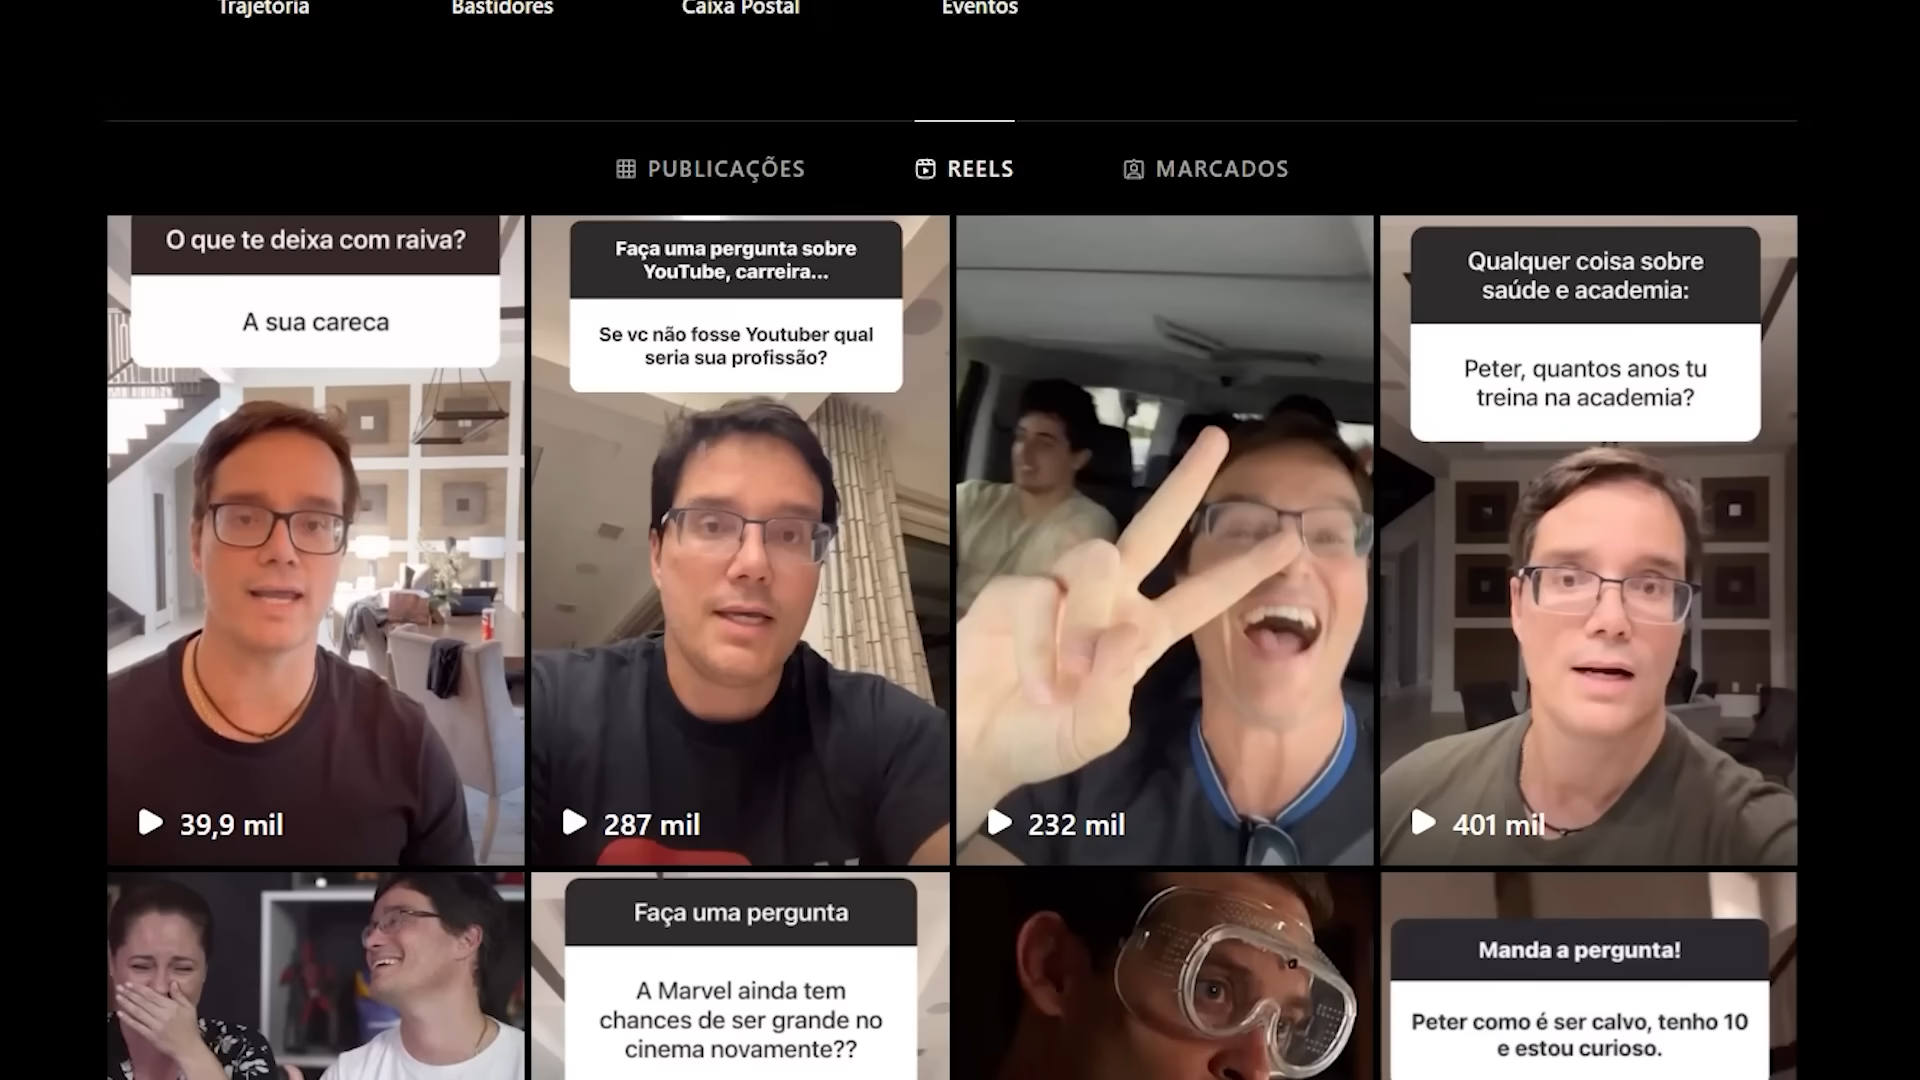 Trajetória
Bastidores
Caixa Postal
Eventos
PUBLICAÇÕES
REELS
MARCADOS
O que te deixa com raiva?
A sua careca
39,9 mil
Faça uma pergunta sobre
YouTube, carreira...
Se vc não fosse Youtuber qual
seria sua profissão?
287 mil
232 mil
Qualquer coisa sobre
saúde e academia:
Peter, quantos anos tu
treina na academia?
401 mil
Faça uma pergunta
A Marvel ainda tem
chances de ser grande no
cinema novamente??
Manda a pergunta!
Peter como é ser calvo, tenho 10
e estou curioso.